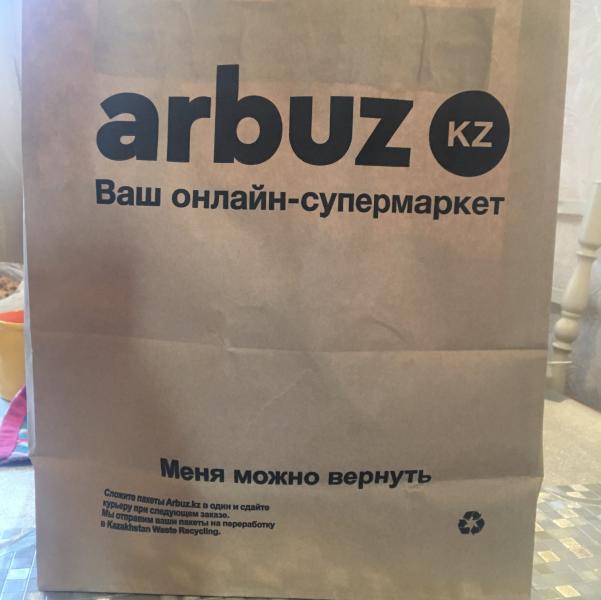 arbuz KZ
Ваш онлайн-супермаркет
Меня можно вернуть
Сложите пакеты Arbuz.kz в один и сдайте
курьеру при следующем заказе.
Мы отправим ваши пакеты на переработку
в Kazakhstan Waste Recycling.